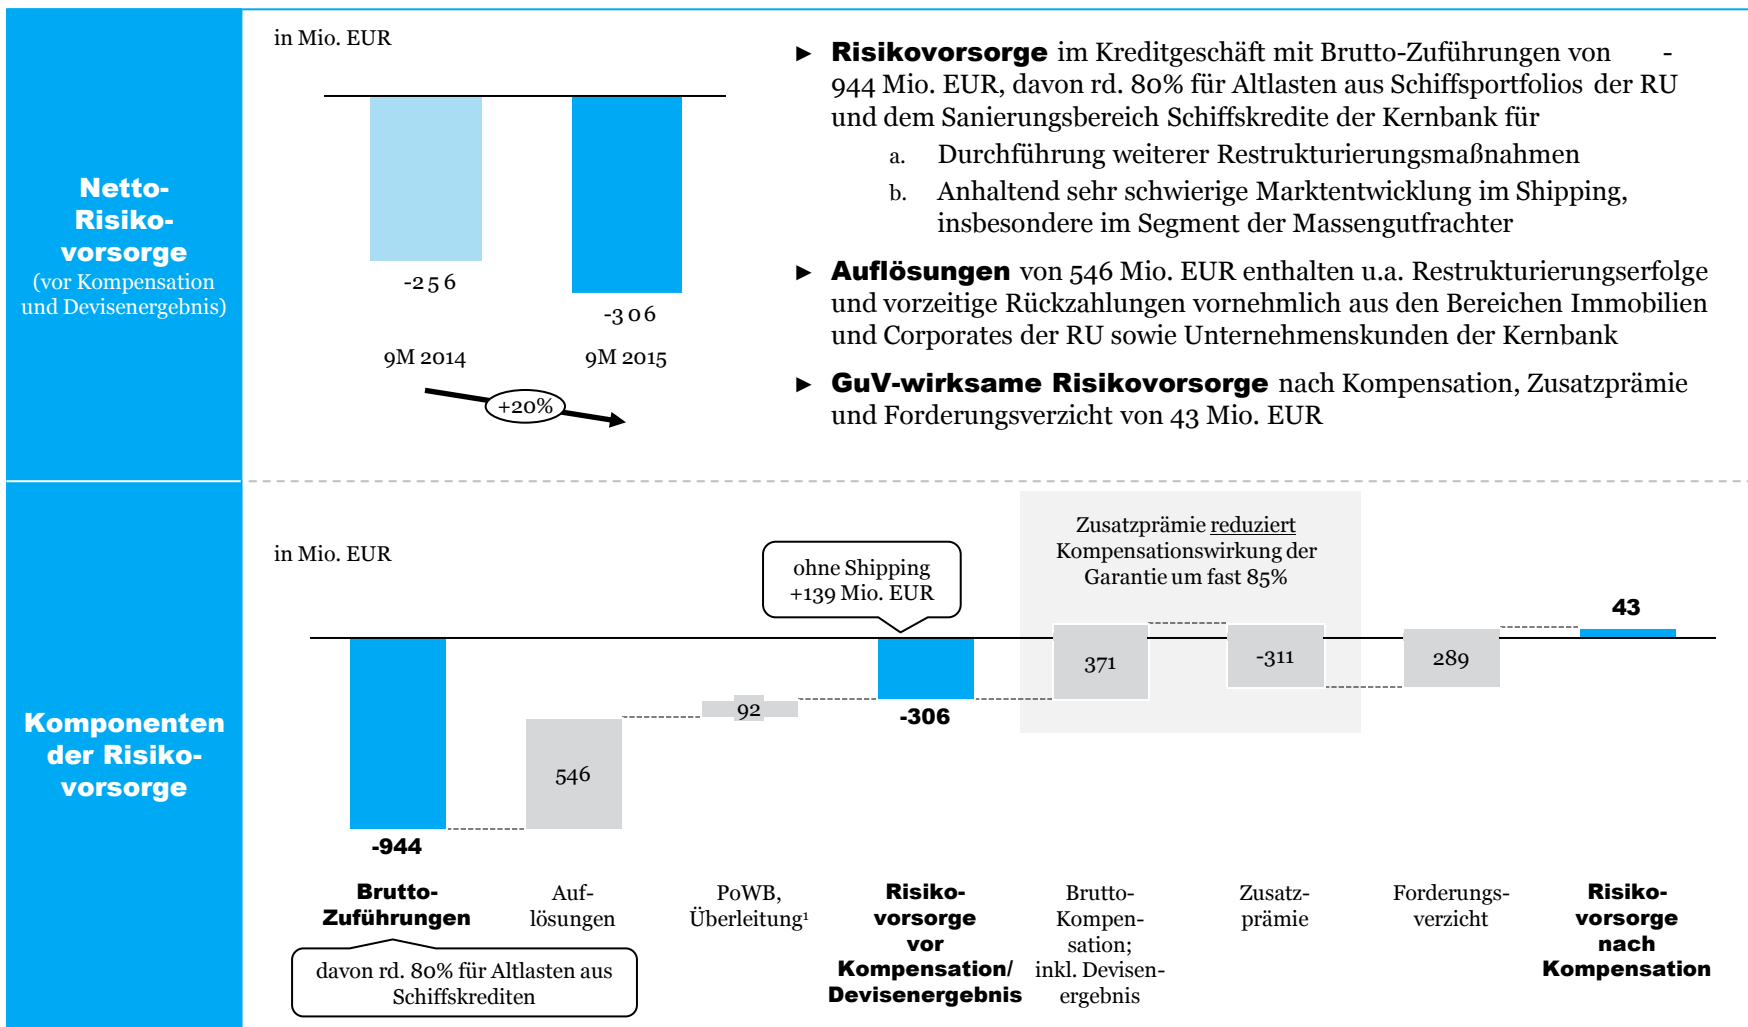 Netto-
Risiko-
vorsorge
(vor Kompensation
und Devisenergebnis)
in Mio. EUR
-256
-306
9M 2014
9M 2015
+20%
► Risikovorsorge im Kreditgeschäft mit Brutto-Zuführungen von -
944 Mio. EUR, davon rd. 80% für Altlasten aus Schiffsportfolios der RU
und dem Sanierungsbereich Schiffskredite der Kernbank für
a. Durchführung weiterer Restrukturierungsmaßnahmen
b. Anhaltend sehr schwierige Marktentwicklung im Shipping,
insbesondere im Segment der Massengutfrachter
► Auflösungen von 546 Mio. EUR enthalten u.a. Restrukturierungserfolge
und vorzeitige Rückzahlungen vornehmlich aus den Bereichen Immobilien
und Corporates der RU sowie Unternehmenskunden der Kernbank
► GuV-wirksame Risikovorsorge nach Kompensation, Zusatzprämie
und Forderungsverzicht von 43 Mio. EUR
Komponenten
der Risiko-
vorsorge
in Mio. EUR
ohne Shipping
+139 Mio. EUR
Zusatzprämie reduziert
Kompensationswirkung der
Garantie um fast 85%
-944
546
92
-306
371
-311
289
43
Brutto-
Zuführungen
Auf-
lösungen
PoWB,
Überleitung¹
Risiko-
vorsorge
vor
Kompensation/
Devisenergebnis
Brutto-
Kompen-
sation;
inkl. Devisen-
ergebnis
Zusatz-
prämie
Forderungs-
verzicht
Risiko-
vorsorge
nach
Kompensation
davon rd. 80% für Altlasten aus
Schiffskrediten